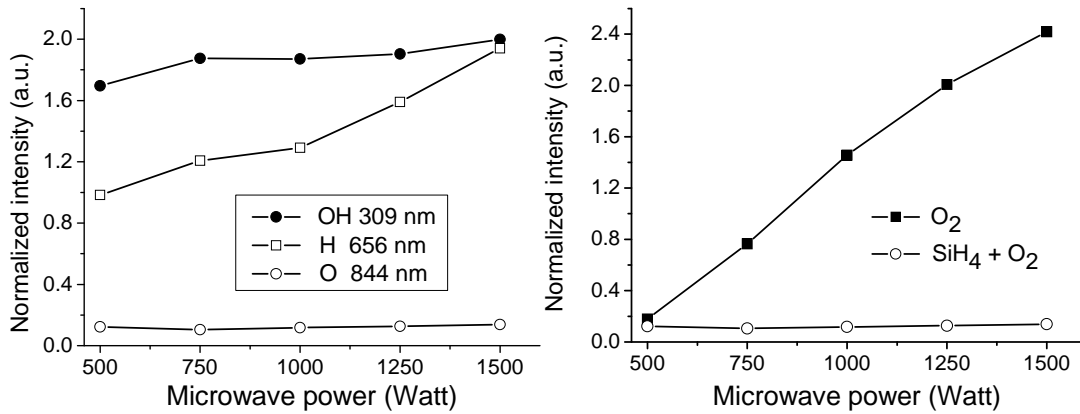 Normalized intensity (a.u.)
2.0
1.6
1.2
0.8
0.4
0.0
OH 309 nm
H 656 nm
O 844 nm
500 750 1000 1250 1500
Microwave power (Watt)
Normalized intensity (a.u.)
2.4
2.0
1.6
1.2
0.8
0.4
0.0
O₂
SiH₄ + O₂
500 750 1000 1250 1500
Microwave power (Watt)